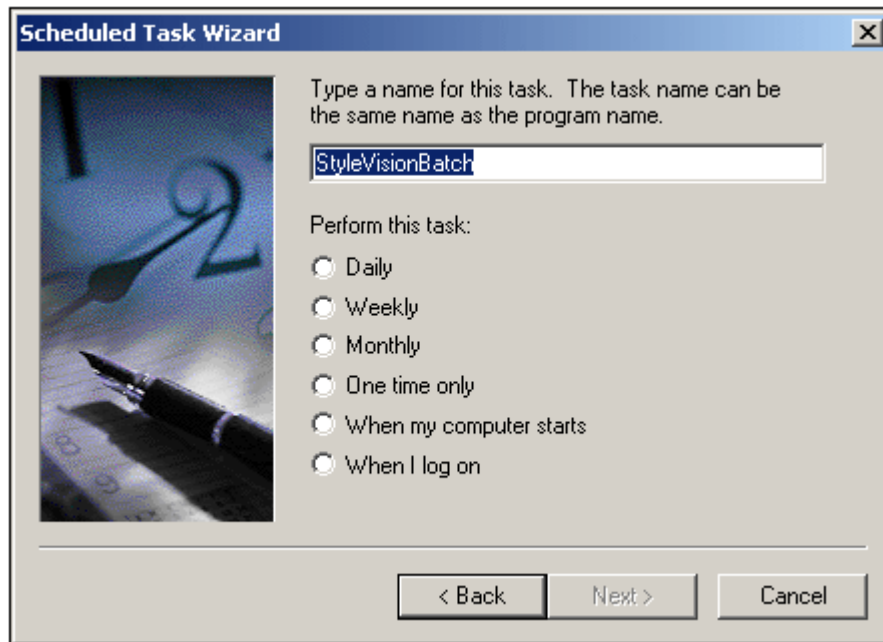 Scheduled Task Wizard
Type a name for this task. The task name can be
the same name as the program name.
StyleVisionBatch
Perform this task:
Daily
Weekly
Monthly
One time only
When my computer starts
When I log on
< Back
Next >
Cancel